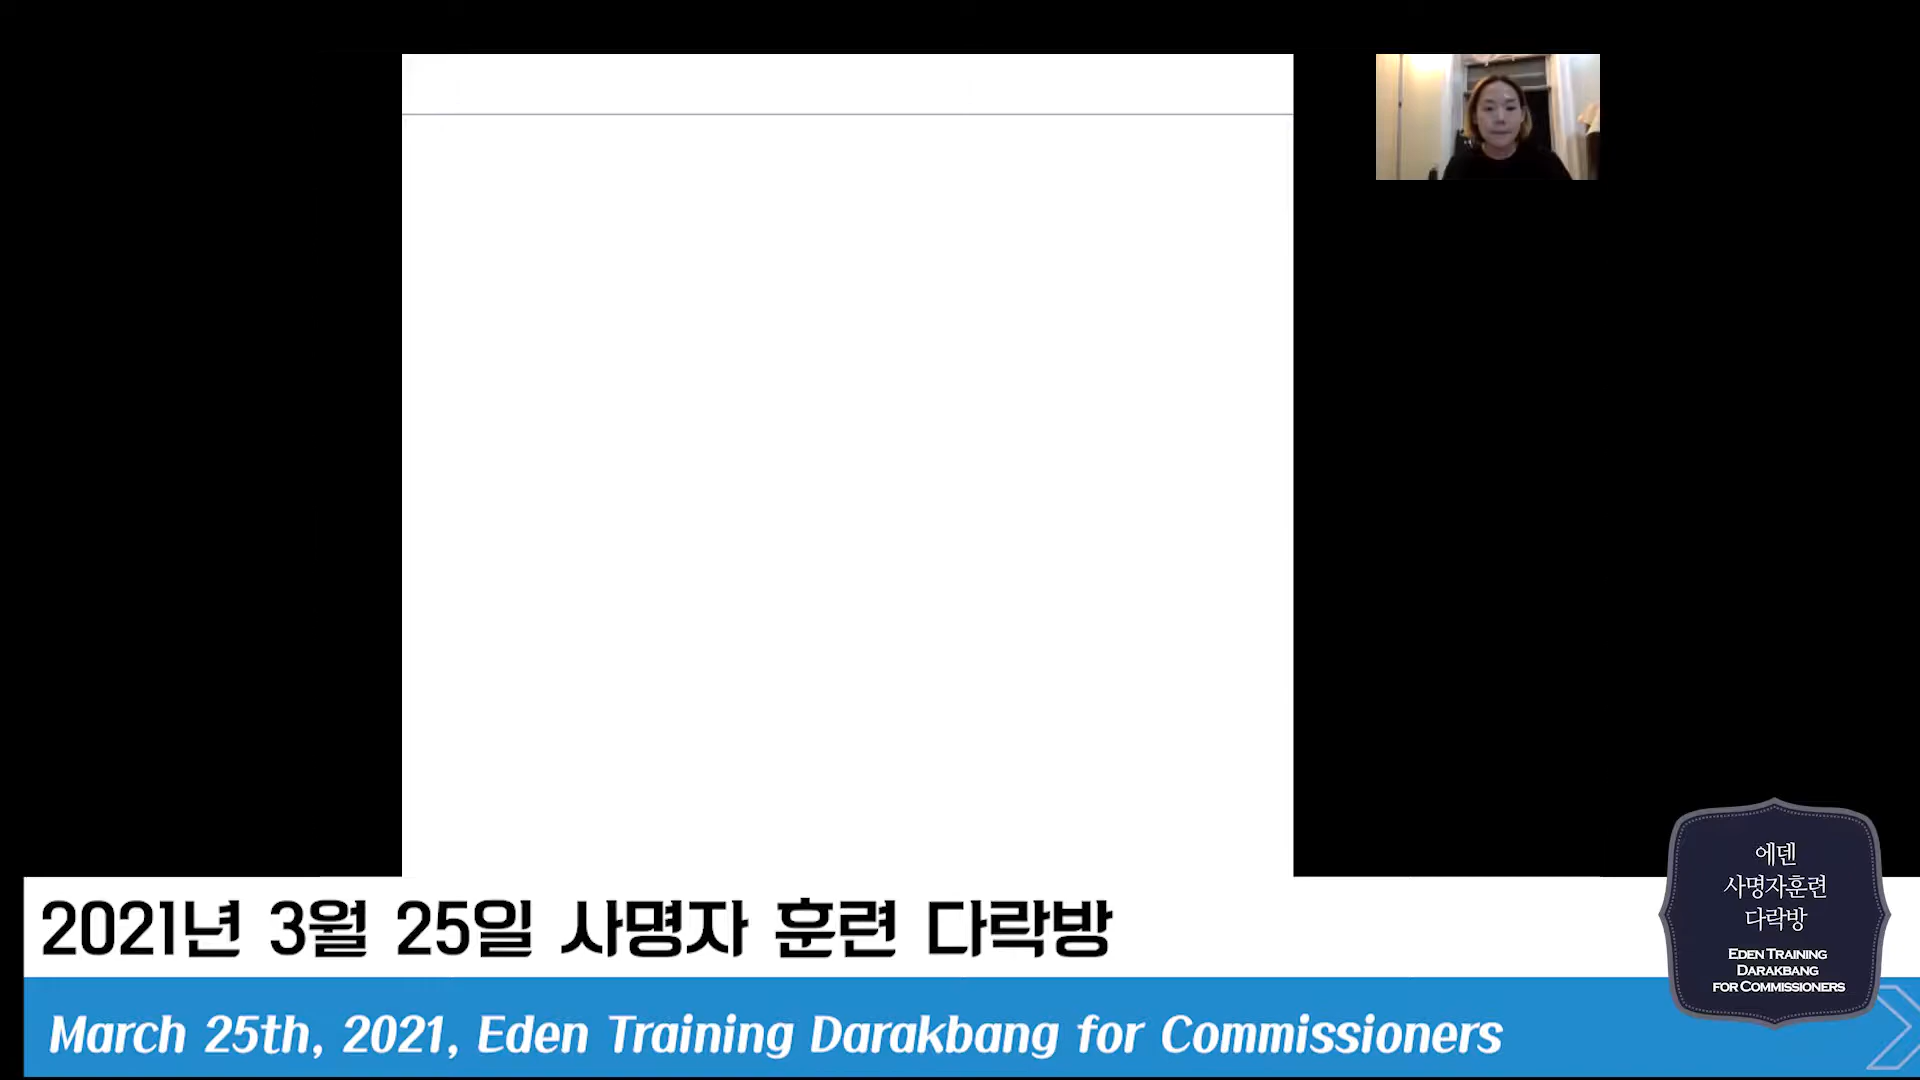 2021년 3월 25일 사명자 훈련 다락방
March 25th, 2021, Eden Training Darakbang for Commissioners
에덴
사명자훈련
다락방
EDEN TRAINING
DARAKBANG
FOR COMMISSIONERS